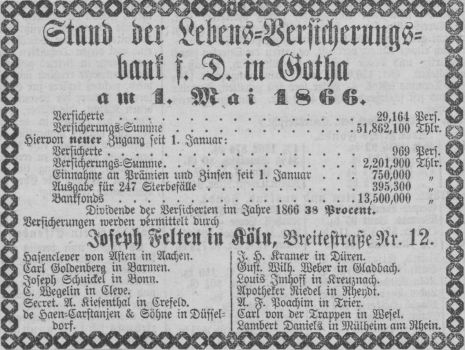 Stand der Lebens-Versicherungs-
bank f. D. in Gotha
am 1. Mai 1866.
Versicherte . . . . . . . . . . 29,164 Pers.
Versicherungs-Summe . . . . . . . . 51,862,100 Thlr.
Hiervon neuer Zugang seit 1. Januar:
Versicherte . . . . . . . . . . 969 Pers.
Versicherungs-Summe. . . . . . . . 2,201,900 Thlr.
Einnahme an Prämien und Zinsen seit 1. Januar . . . 750,000 „
Ausgabe für 247 Sterbefälle . . . . . . 395,300 „
Bankfonds . . . . . . . . . . 13,500,000 „
Dividende der Versicherten im Jahre 1866 38 Procent.
Versicherungen werden vermittelt durch
Joseph Felten in Köln, Breitestraße Nr. 12.
Hasenclever von Asten in Aachen.
Carl Goldenberg in Barmen.
Joseph Schnickel in Bonn.
C. Wegelin in Cleve.
Secret. A. Kiesenthal in Crefeld.
de Haen-Carstanjen & Söhne in Düssel-
dorf.
J. H. Kramer in Düren.
Gust. Wilh. Weber in Gladbach.
Louis Imhoff in Kreuznach.
Apotheker Riedel in Rheydt.
A. F. Poachim in Trier.
Carl von der Trappen in Wesel.
Lambert Daniels in Mülheim am Rhein.